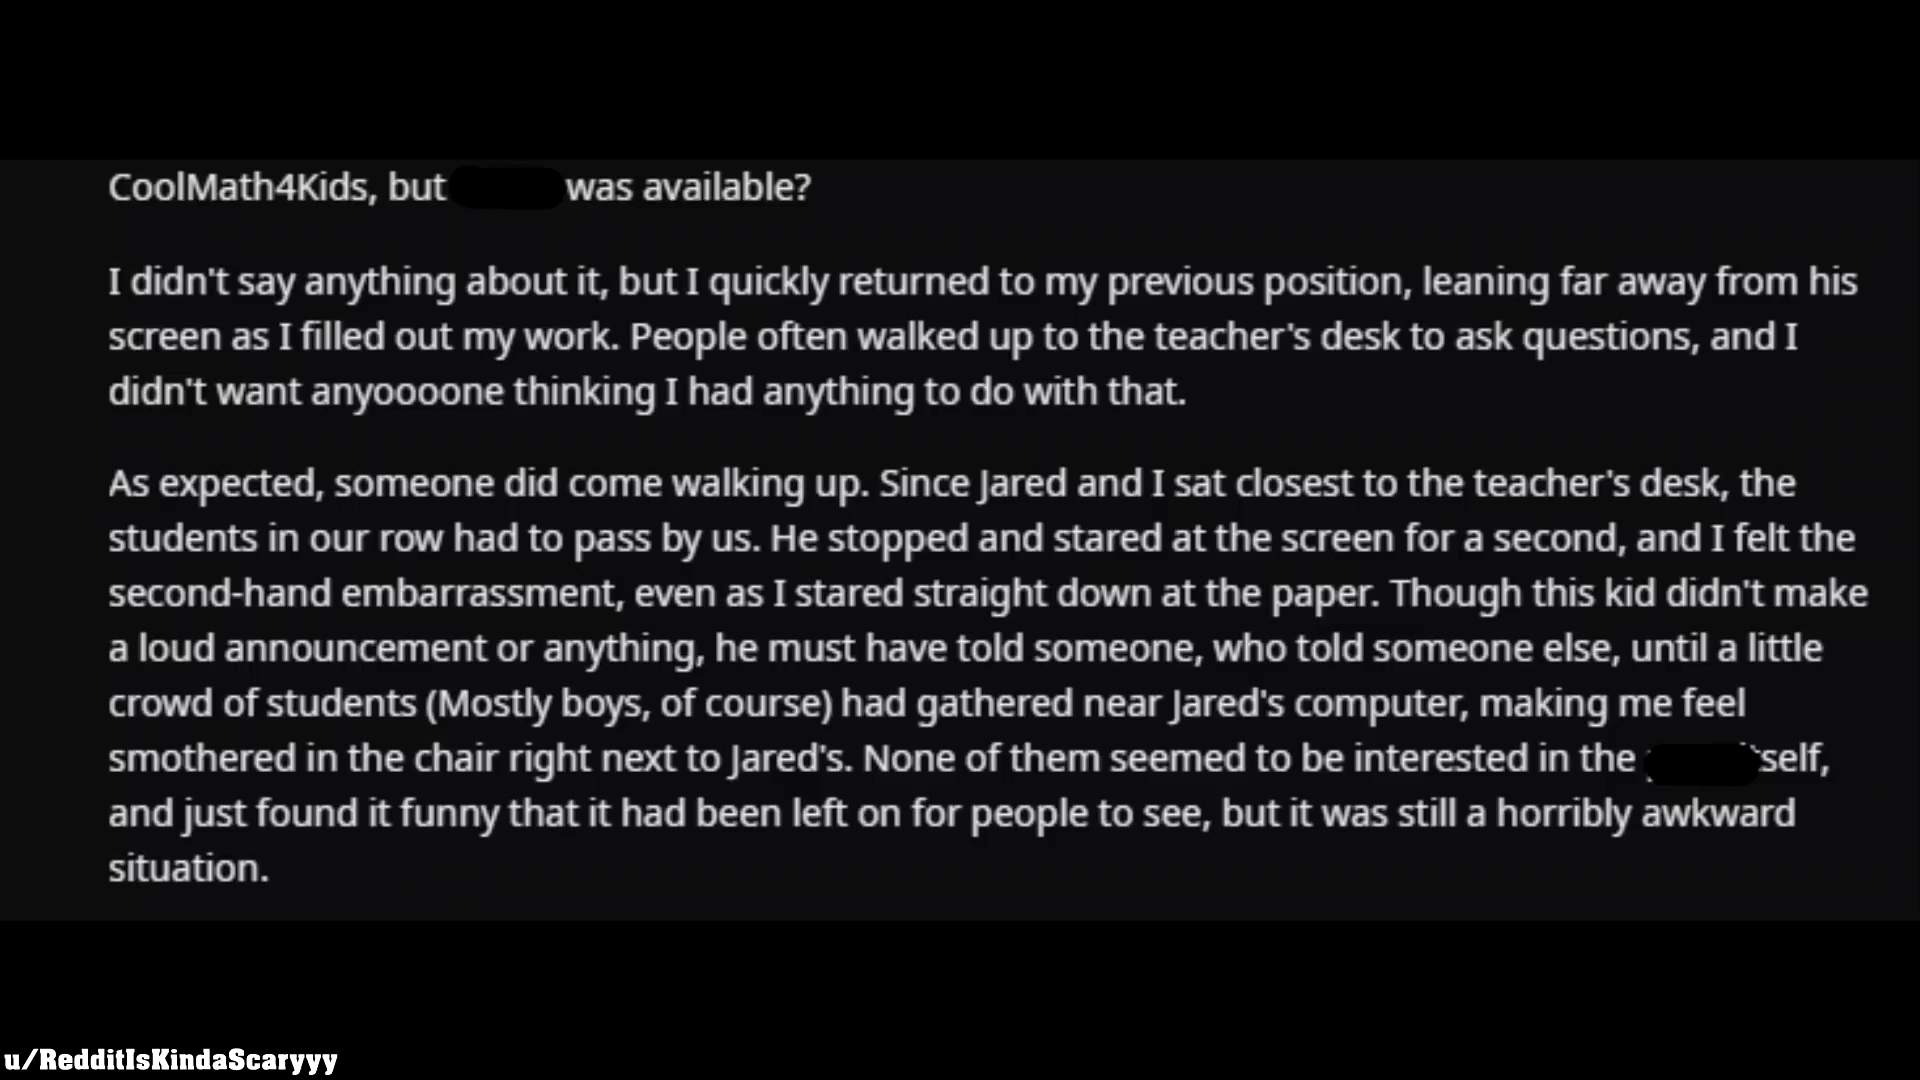 CoolMath4Kids, but was available?
I didn't say anything about it, but I quickly returned to my previous position, leaning far away from his
screen as I filled out my work. People often walked up to the teacher's desk to ask questions, and I
didn't want anyoooone thinking I had anything to do with that.
As expected, someone did come walking up. Since Jared and I sat closest to the teacher's desk, the
students in our row had to pass by us. He stopped and stared at the screen for a second, and I felt the
second-hand embarrassment, even as I stared straight down at the paper. Though this kid didn't make
a loud announcement or anything, he must have told someone, who told someone else, until a little
crowd of students (Mostly boys, of course) had gathered near Jared's computer, making me feel
smothered in the chair right next to Jared's. None of them seemed to be interested in the itself,
and just found it funny that it had been left on for people to see, but it was still a horribly awkward
situation.
u/RedditIsKindaScaryyy